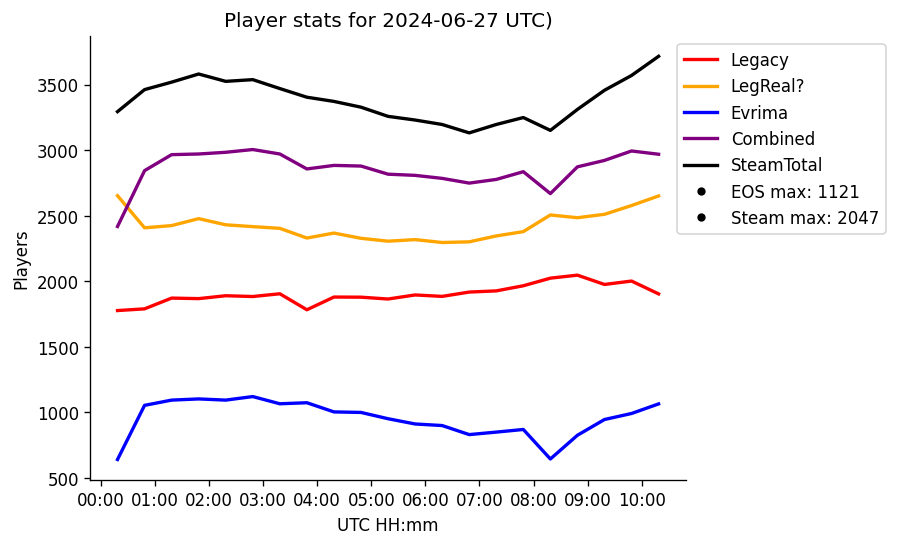 Player stats for 2024-06-27 UTC)
Legacy
LegReal?
Evrima
Combined
SteamTotal
EOS max: 1121
Steam max: 2047
Players
3500
3000
2500
2000
1500
1000
500
00:00 01:00 02:00 03:00 04:00 05:00 06:00 07:00 08:00 09:00 10:00
UTC HH:mm